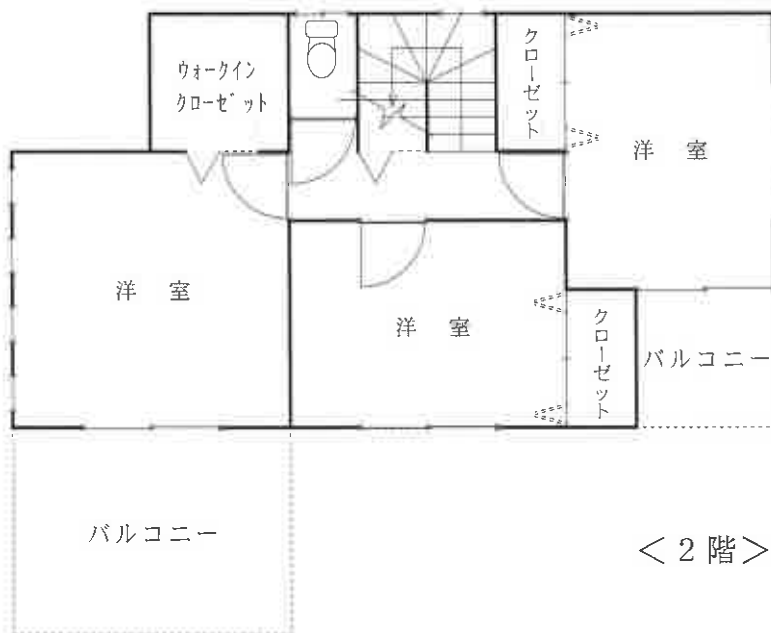 ウォークイン
クローゼット
クローゼット
洋 室
洋 室
洋 室
クローゼット
バルコニー
バルコニー
＜２階＞